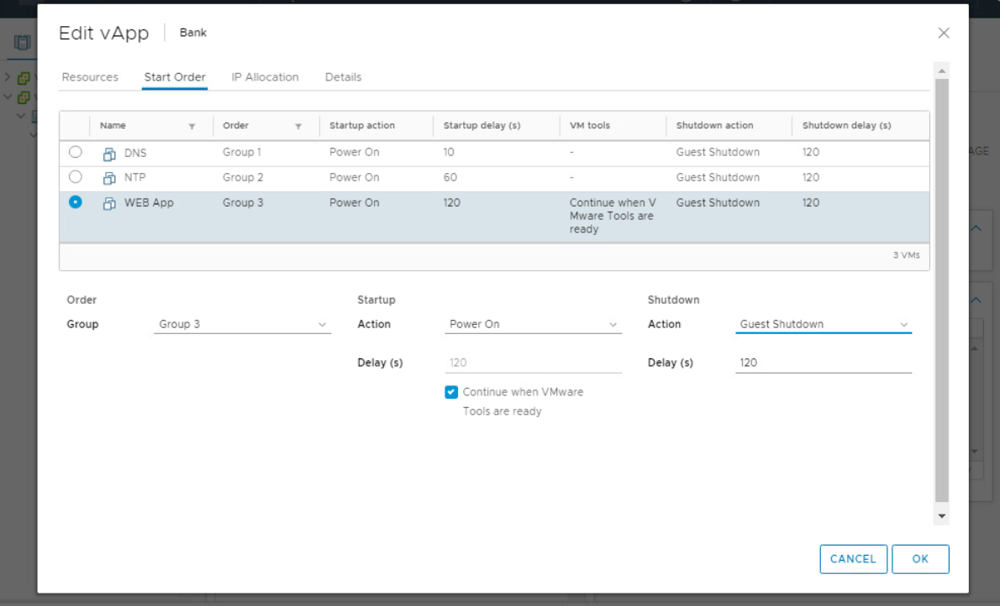 Edit vApp Bank
Resources Start Order IP Allocation Details
Name Order Startup action Startup delay (s) VM tools Shutdown action Shutdown delay (s)
DNS Group 1 Power On 10 - Guest Shutdown 120
NTP Group 2 Power On 60 - Guest Shutdown 120
WEB App Group 3 Power On 120 Continue when V Guest Shutdown 120
Mware Tools are
ready
3 VMs
Order Startup Shutdown
Group Group 3 Action Power On Action Guest Shutdown
Delay (s) 120 Delay (s) 120
Continue when VMware
Tools are ready
CANCEL OK